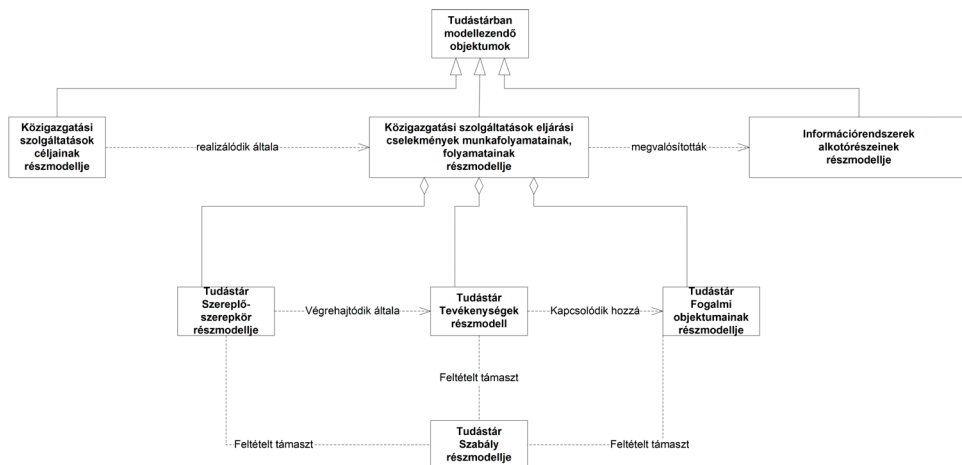 Tudástárban
modellezendő
objektumok
Közigazgatási
szolgáltatások
céljainak
részmodellje
realizálódik általa
Közigazgatási szolgáltatások eljárási
cselekmények munkafolyamatainak,
folyamatainak
részmodellje
megvalósították
Információrendszerek
alkotórészeinek
részmodellje
Tudástár
Szereplő-
szerepkör
részmodellje
Végrehajtódik általa
Tudástár
Tevékenységek
részmodell
Kapcsolódik hozzá
Tudástár
Fogalmi
objektumainak
részmodellje
Feltételt támaszt
Feltételt támaszt
Tudástár
Szabály
részmodellje
Feltételt támaszt